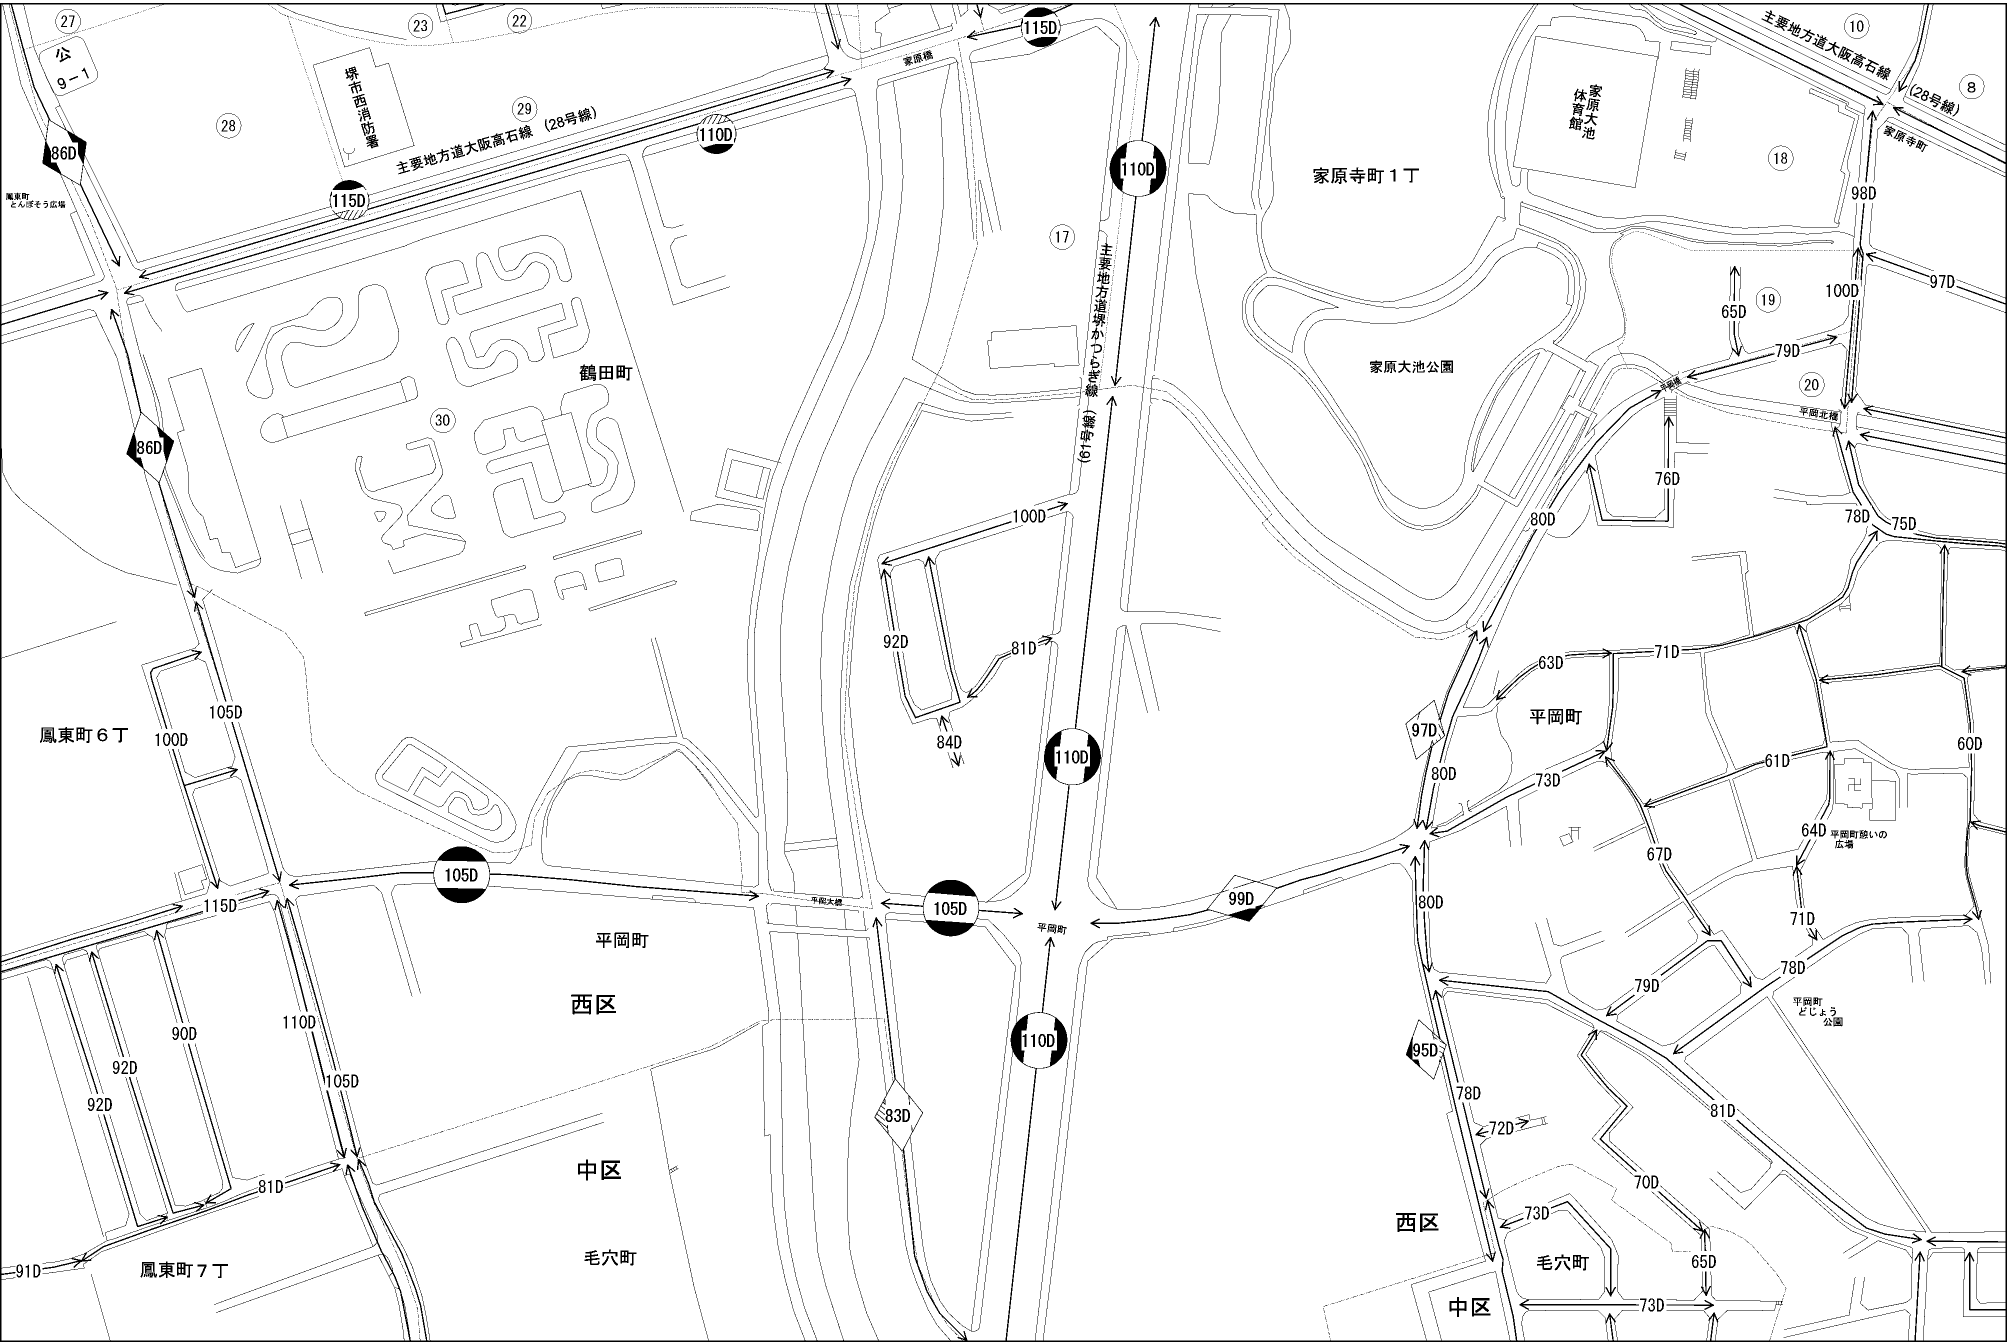 27
公
9-1
23
22
堺市西消防署
28
29
主要地方道大阪高石線 (28号線)
115D
家原橋
110D
115D
86D
鳳東町
とんぼそう広場
110D
17
主要地方道堺かつらぎ線 (61号線)
家原寺町1丁
家原大池
体育館
主要地方道大阪高石線 (28号線)
10
8
家原寺町
18
98D
97D
100D
19
65D
79D
20
平岡橋
平岡北橋
家原大池公園
鶴田町
30
86D
76D
80D
78D
75D
100D
92D
81D
84D
63D
71D
平岡町
97D
80D
73D
61D
60D
64D
平岡町憩いの
広場
67D
71D
105D
鳳東町6丁
100D
110D
105D
平岡大橋
105D
99D
80D
115D
平岡町
平岡町
西区
110D
78D
79D
平岡町
どじょう
公園
110D
90D
92D
92D
105D
83D
95D
78D
72D
81D
70D
81D
中区
毛穴町
西区
73D
65D
毛穴町
中区
73D
91D
鳳東町7丁